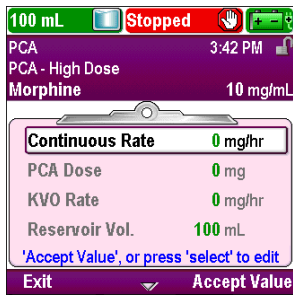 100 mL Stopped
PCA 3:42 PM
PCA - High Dose
Morphine 10 mg/mL
Continuous Rate 0 mg/hr
PCA Dose 0 mg
KVO Rate 0 mg/hr
Reservoir Vol. 100 mL
'Accept Value', or press 'select' to edit
Exit Accept Value